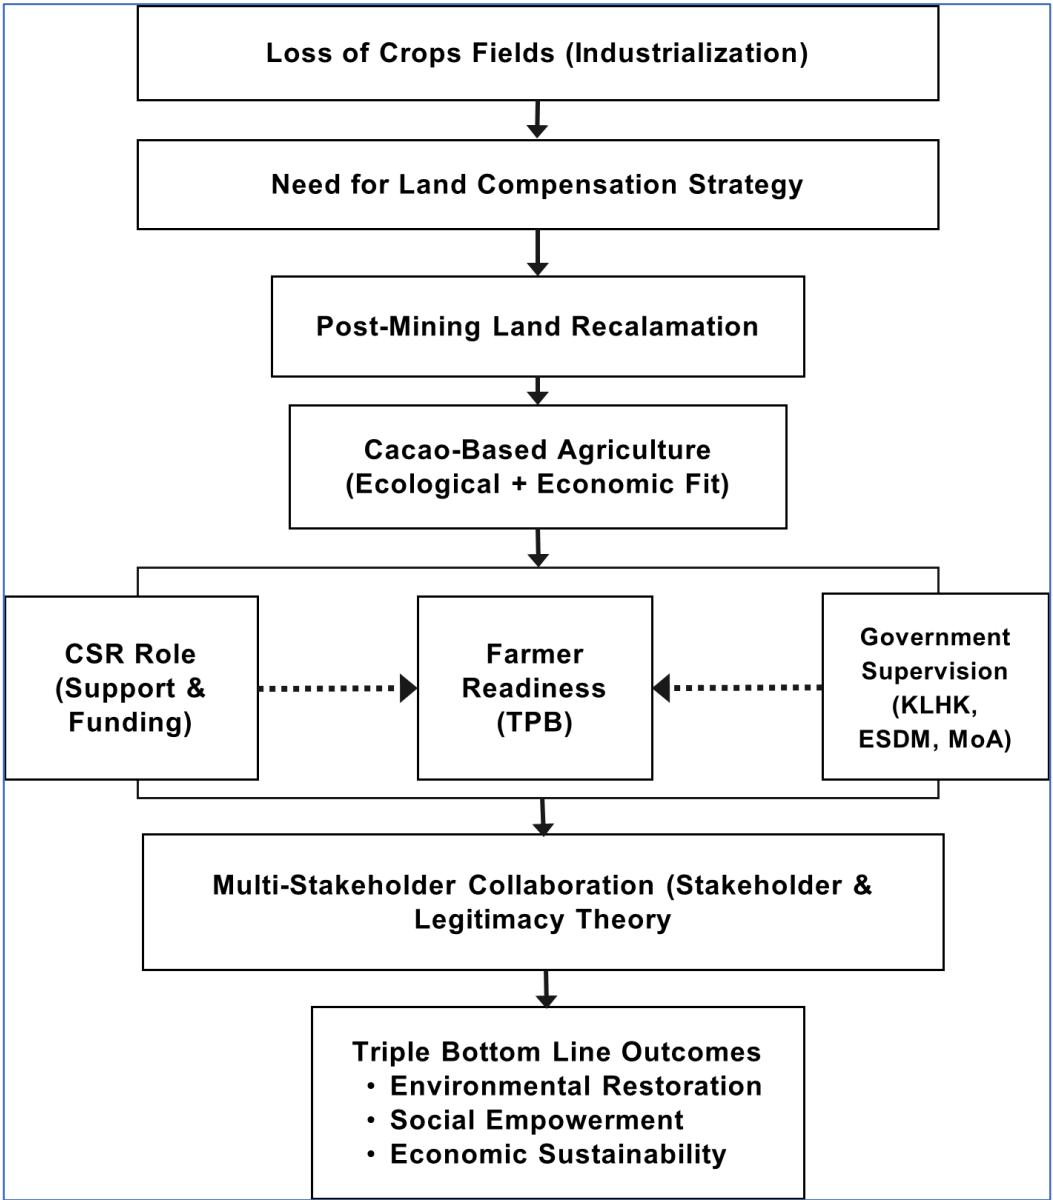 Loss of Crops Fields (Industrialization)
Need for Land Compensation Strategy
Post-Mining Land Recalamation
Cacao-Based Agriculture
(Ecological + Economic Fit)
CSR Role
(Support &
Funding)
Farmer
Readiness
(TPB)
Government
Supervision
(KLHK,
ESDM, MoA)
Multi-Stakeholder Collaboration (Stakeholder &
Legitimacy Theory
Triple Bottom Line Outcomes
• Environmental Restoration
• Social Empowerment
• Economic Sustainability